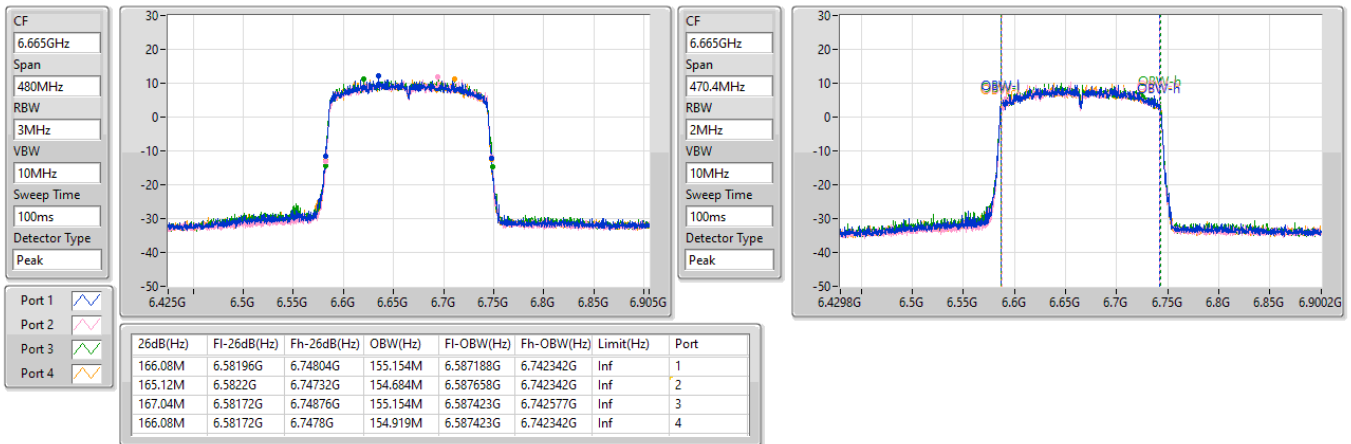 CF
6.665GHz
Span
480MHz
RBW
3MHz
VBW
10MHz
Sweep Time
100ms
Detector Type
Peak
30
20
10
0
-10
-20
-30
-40
-50
6.425G 6.5G 6.55G 6.6G 6.65G 6.7G 6.75G 6.8G 6.85G 6.905G
CF
6.665GHz
Span
470.4MHz
RBW
2MHz
VBW
10MHz
Sweep Time
100ms
Detector Type
Peak
30
20
10
0
-10
-20
-30
-40
-50
OBW-l
OBW-h
OBW-h
6.4298G 6.5G 6.55G 6.6G 6.65G 6.7G 6.75G 6.8G 6.85G 6.9002G
Port 1
Port 2
Port 3
Port 4
26dB(Hz) Fl-26dB(Hz) Fh-26dB(Hz) OBW(Hz) Fl-OBW(Hz) Fh-OBW(Hz) Limit(Hz) Port
166.08M 6.58196G 6.74804G 155.154M 6.587188G 6.742342G Inf 1
165.12M 6.5822G 6.74732G 154.684M 6.587658G 6.742342G Inf 2
167.04M 6.58172G 6.74876G 155.154M 6.587423G 6.742577G Inf 3
166.08M 6.58172G 6.7478G 154.919M 6.587423G 6.742342G Inf 4